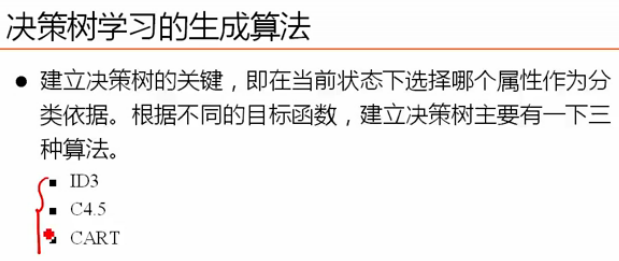 决策树学习的生成算法
● 建立决策树的关键，即在当前状态下选择哪个属性作为分
类依据。根据不同的目标函数，建立决策树主要有一下三
种算法。
▪ ID3
▪ C4.5
▪ CART